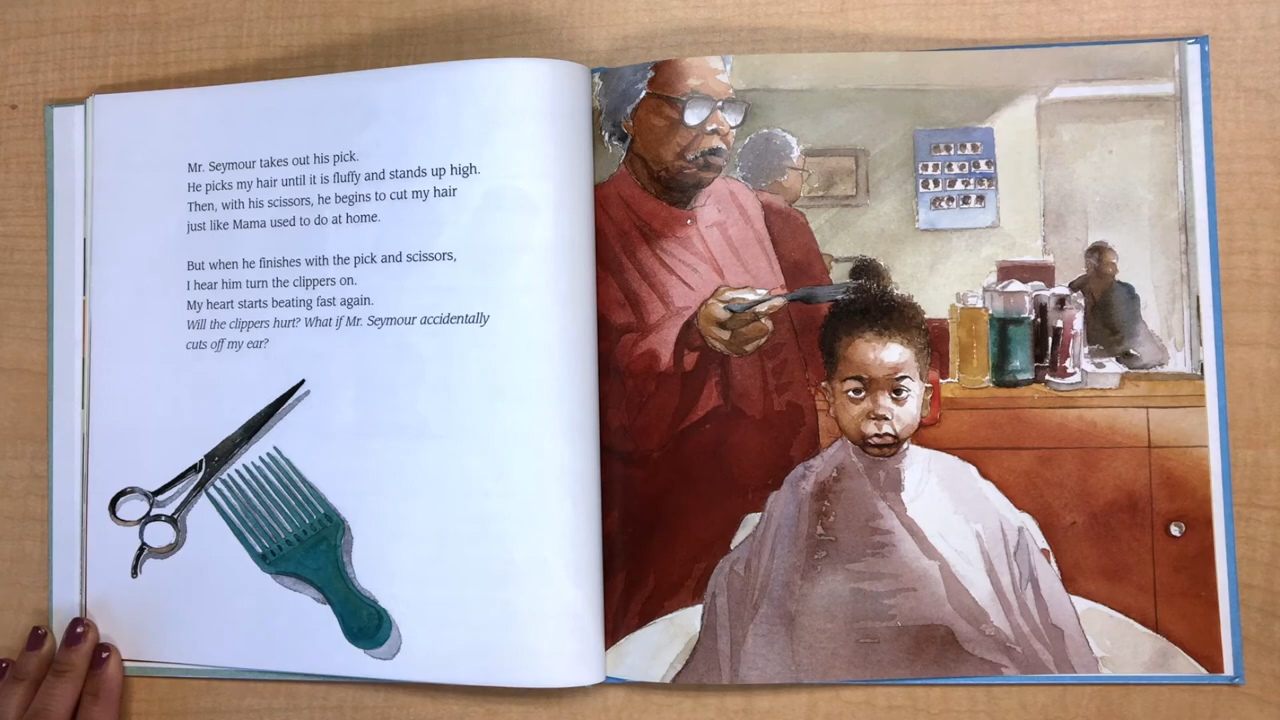 Mr. Seymour takes out his pick.
He picks my hair until it is fluffy and stands up high.
Then, with his scissors, he begins to cut my hair
just like Mama used to do at home.
But when he finishes with the pick and scissors,
I hear him turn the clippers on.
My heart starts beating fast again.
Will the clippers hurt? What if Mr. Seymour accidentally
cuts off my ear?